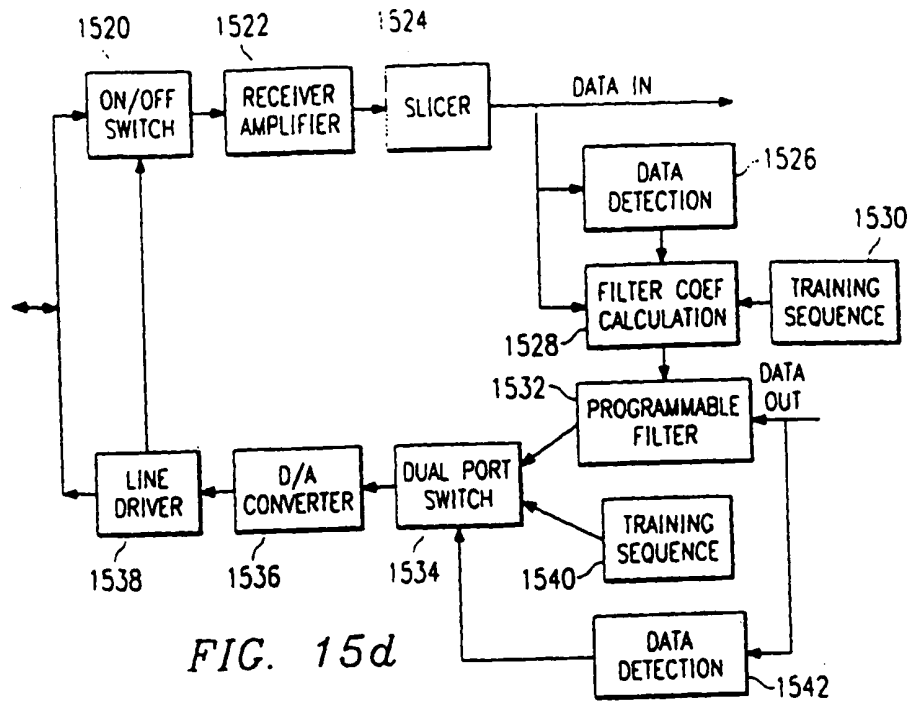 1520
1522
1524
ON/OFF
SWITCH
RECEIVER
AMPLIFIER
SLICER
DATA IN
DATA
DETECTION
1526
1530
FILTER COEF
CALCULATION
TRAINING
SEQUENCE
1528
1532
DATA
OUT
PROGRAMMABLE
FILTER
LINE
DRIVER
D/A
CONVERTER
DUAL PORT
SWITCH
TRAINING
SEQUENCE
1538
1536
1534
1540
DATA
DETECTION
1542
FIG. 15d